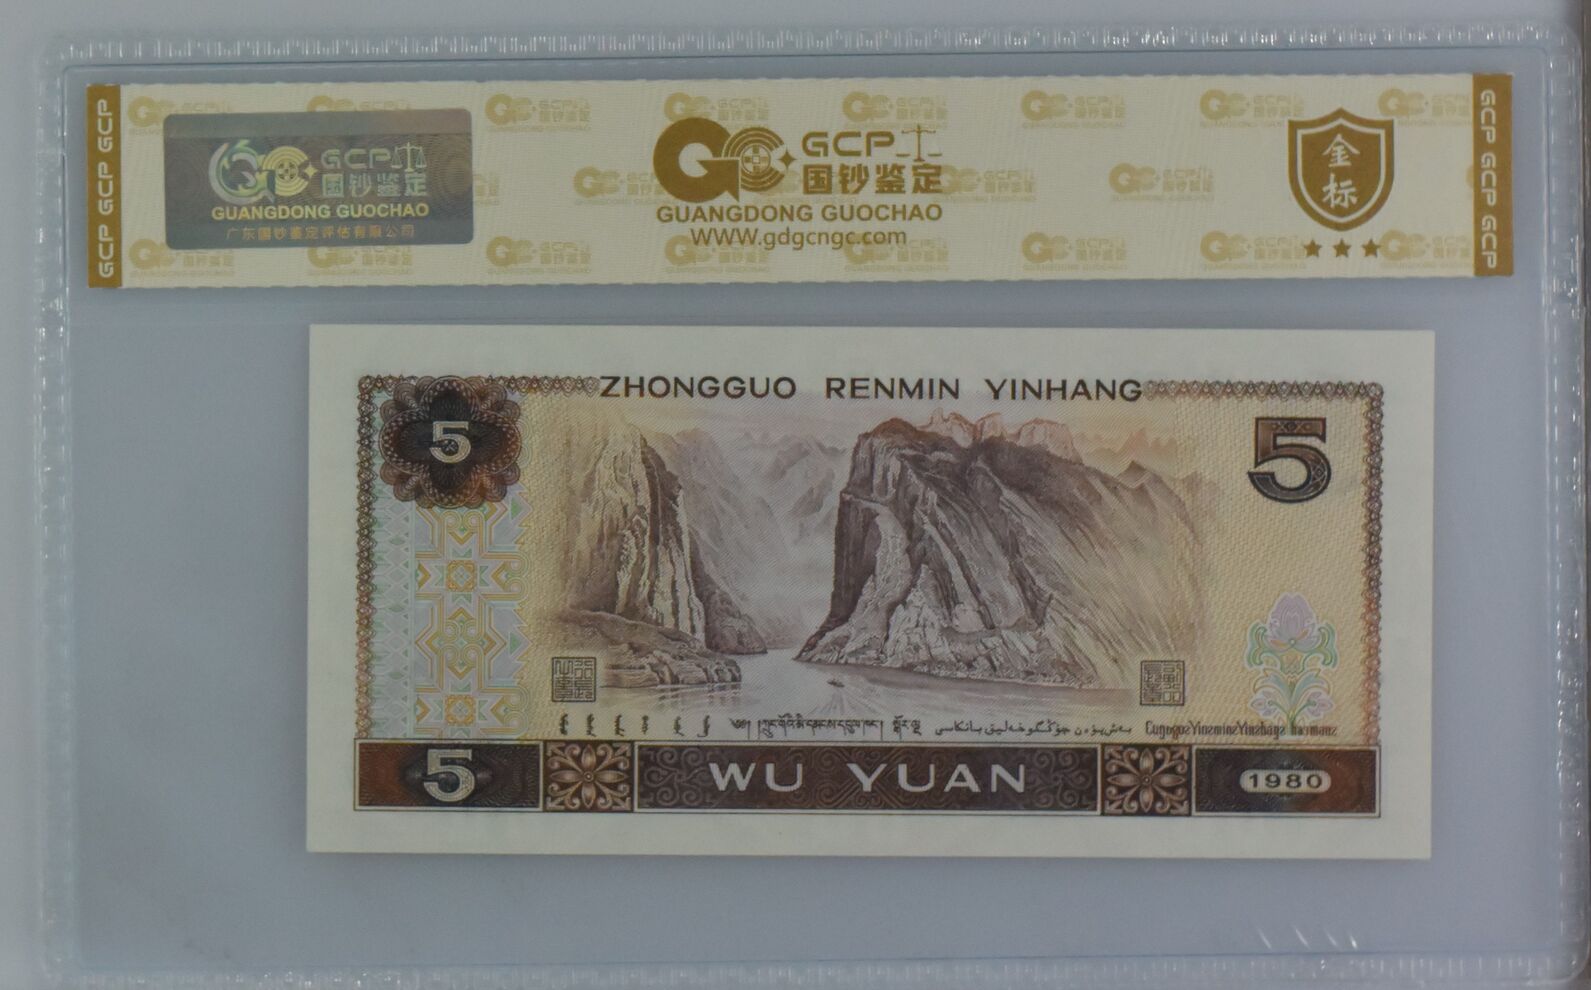 GCP GCP GCP
GCP
国钞鉴定
GUANGDONG GUOCHAO
广东国钞鉴定评估有限公司
GCP
国钞鉴定
GUANGDONG GUOCHAO
www.gdgcngc.com
金标
GCP GCP GCP
ZHONGGUO RENMIN YINHANG
5
5
5
WU YUAN
1980